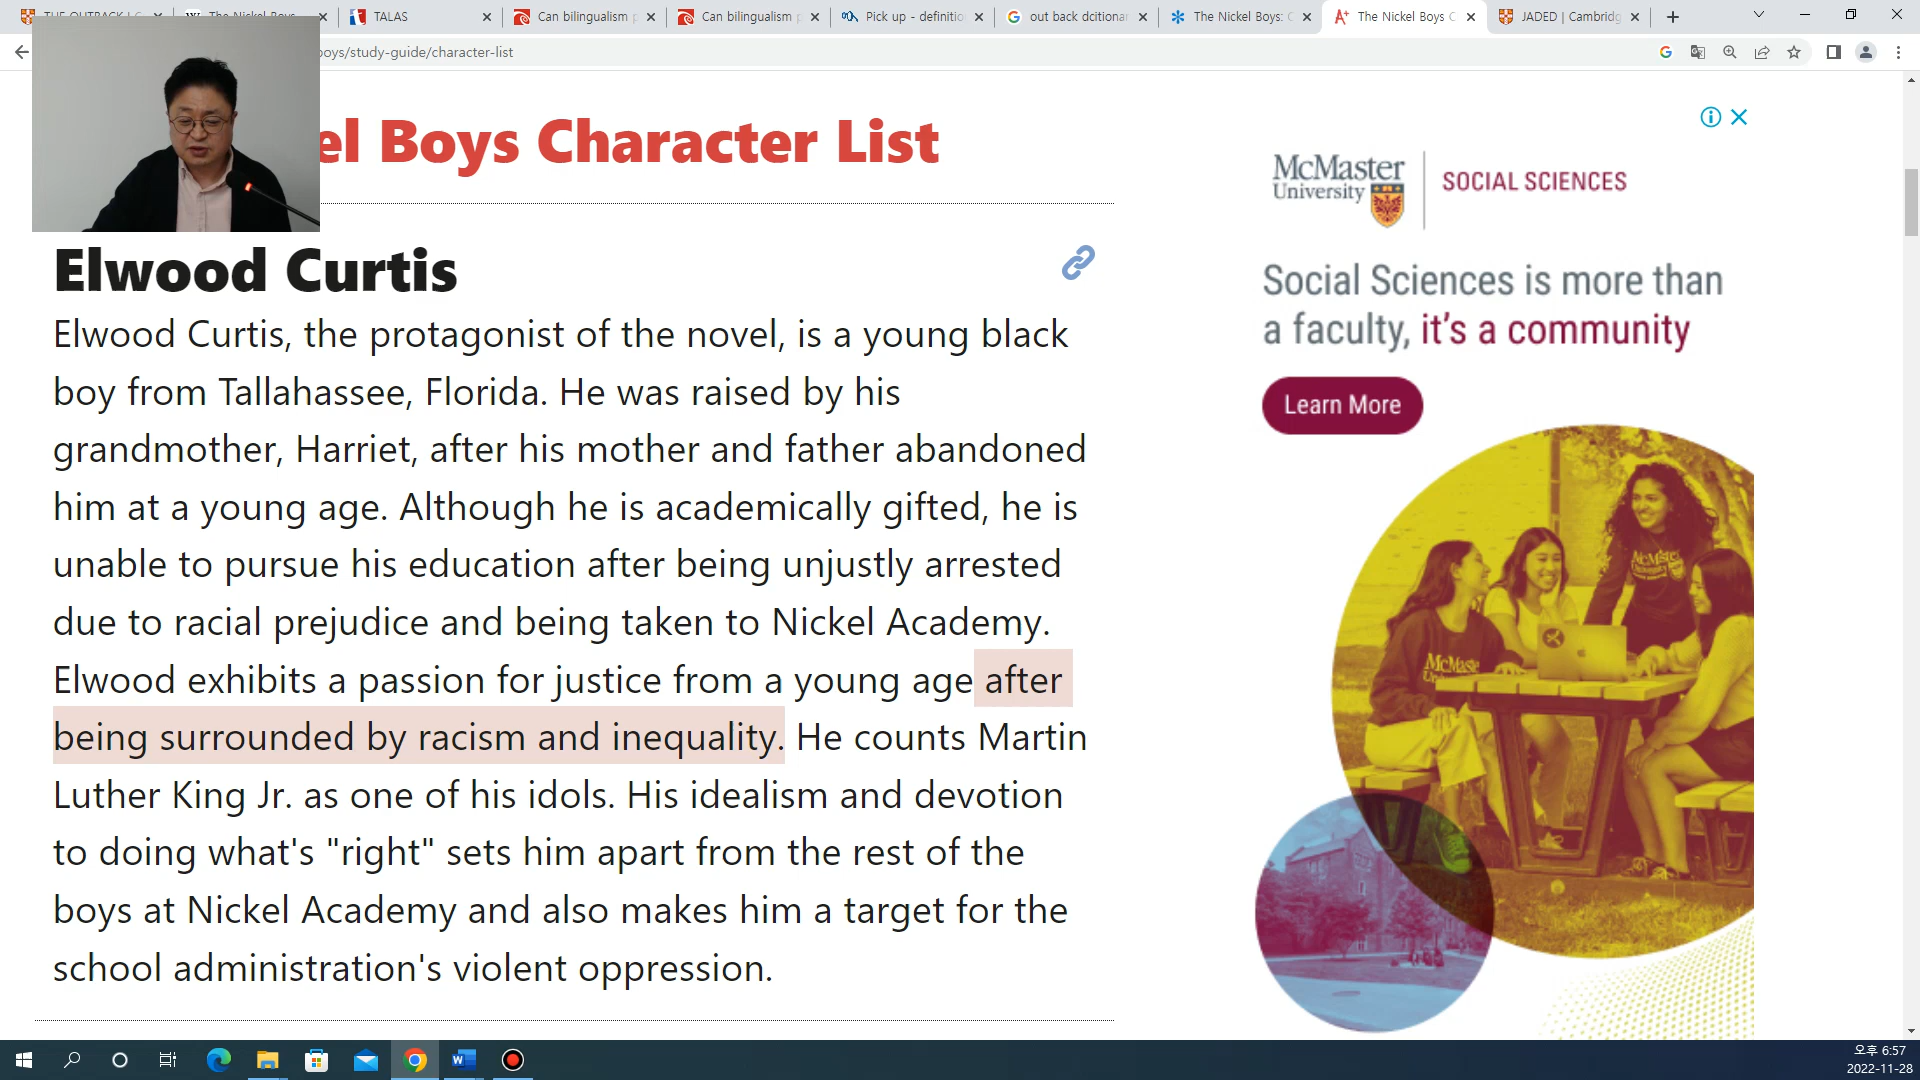 THE OUTBACK | C
The Nickel Boys
TALAS
Can bilingualism p
Can bilingualism p
Pick up - definitio
out back dcitionar
The Nickel Boys: C
The Nickel Boys C
JADED | Cambridg
oys/study-guide/character-list
el Boys Character List
Elwood Curtis
Elwood Curtis, the protagonist of the novel, is a young black
boy from Tallahassee, Florida. He was raised by his
grandmother, Harriet, after his mother and father abandoned
him at a young age. Although he is academically gifted, he is
unable to pursue his education after being unjustly arrested
due to racial prejudice and being taken to Nickel Academy.
Elwood exhibits a passion for justice from a young age after
being surrounded by racism and inequality. He counts Martin
Luther King Jr. as one of his idols. His idealism and devotion
to doing what's "right" sets him apart from the rest of the
boys at Nickel Academy and also makes him a target for the
school administration's violent oppression.
McMaster
University
SOCIAL SCIENCES
Social Sciences is more than
a faculty, it's a community
Learn More
오후 6:57
2022-11-28